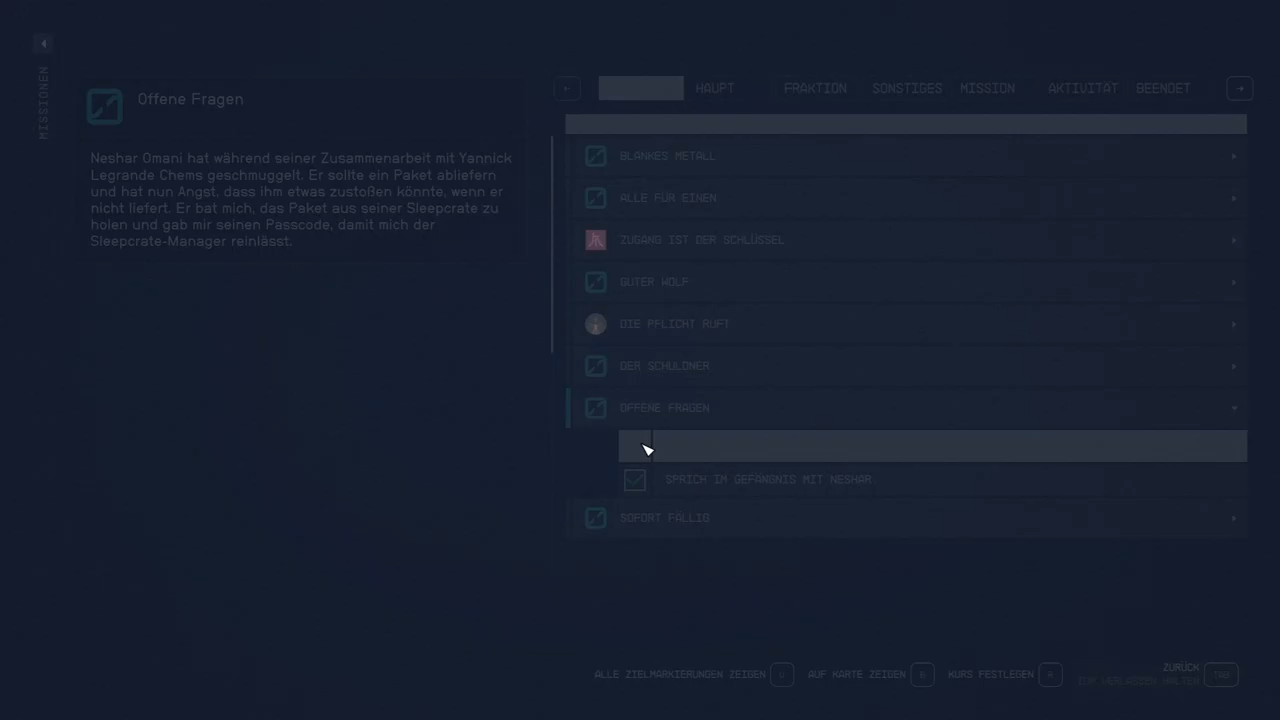 MISSIONEN
Offene Fragen
Neshar Omani hat während seiner Zusammenarbeit mit Yannick
Legrande Chems geschmuggelt. Er sollte ein Paket abliefern
und hat nun Angst, dass ihm etwas zustoßen könnte, wenn er
nicht liefert. Er bat mich, das Paket aus seiner Sleepcrate zu
holen und gab mir seinen Passcode, damit mich der
Sleepcrate-Manager reinlässt.
HAUPT FRAKTION SONSTIGES MISSION AKTIVITÄT BEENDET
BLANKES METALL
ALLE FÜR EINEN
ZUGANG IST DER SCHLÜSSEL
GUTER WOLF
DIE PFLICHT RUFT
DER SCHULDNER
OFFENE FRAGEN
SPRICH IM GEFÄNGNIS MIT NESHAR
SOFORT FÄLLIG
ALLE ZIELMARKIERUNGEN ZEIGEN AUF KARTE ZEIGEN KURS FESTLEGEN R ZURÜCK TAB
ZUM VERLASSEN HALTEN